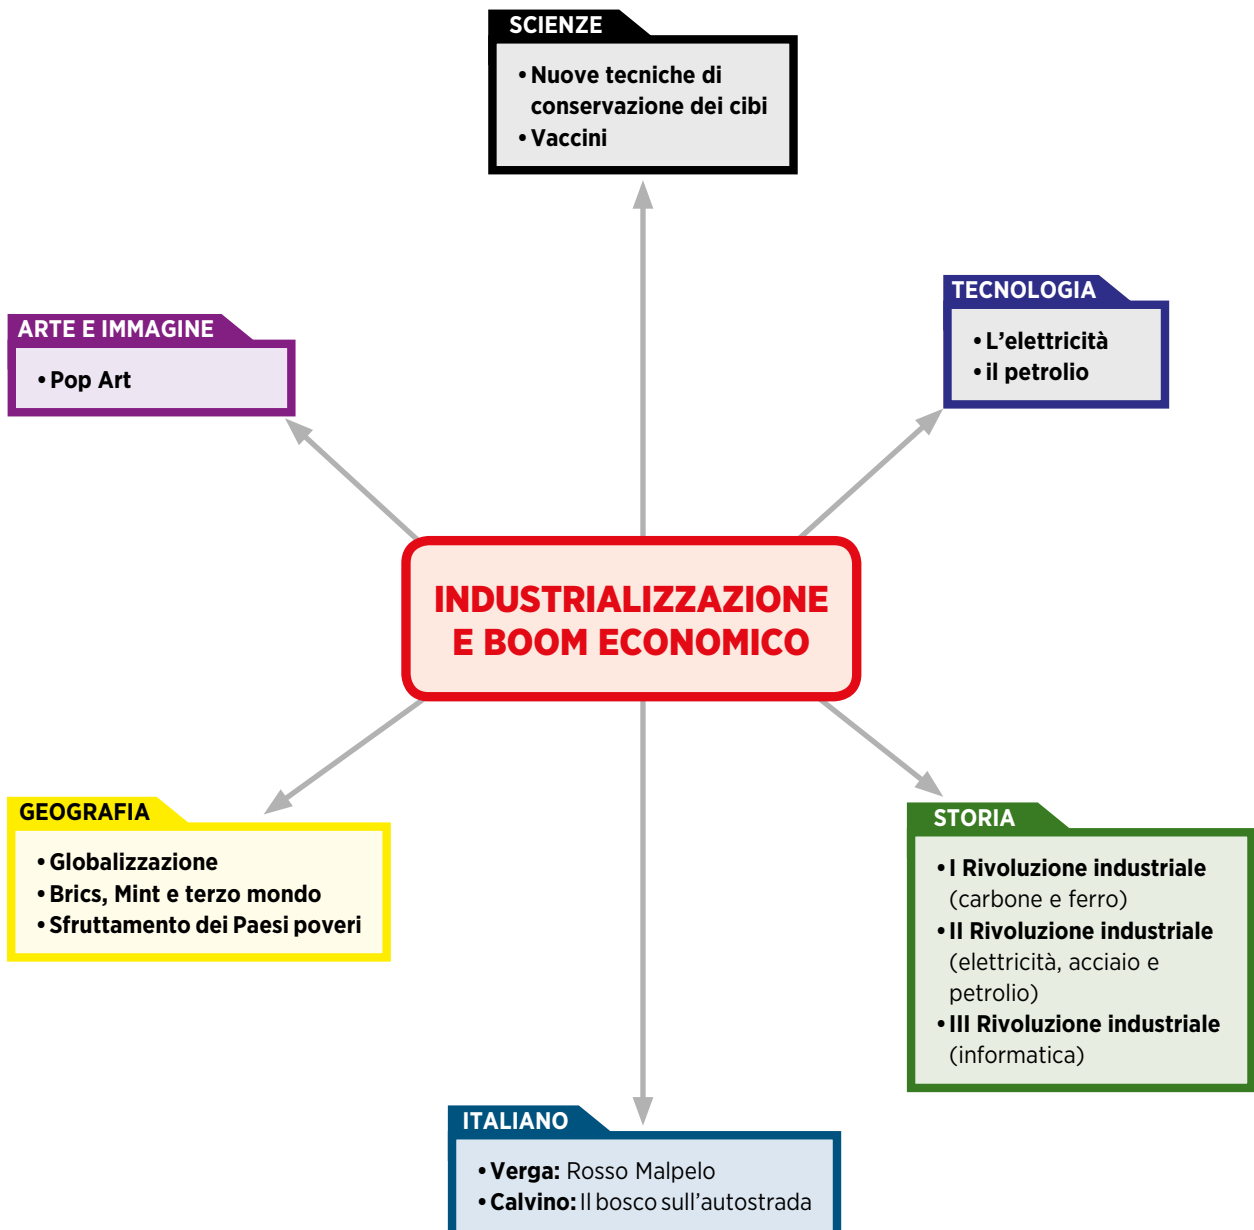 SCIENZE
• Nuove tecniche di
conservazione dei cibi
• Vaccini
TECNOLOGIA
• L'elettricità
• il petrolio
ARTE E IMMAGINE
• Pop Art
INDUSTRIALIZZAZIONE
E BOOM ECONOMICO
GEOGRAFIA
• Globalizzazione
• Brics, Mint e terzo mondo
• Sfruttamento dei Paesi poveri
STORIA
• I Rivoluzione industriale
(carbone e ferro)
• II Rivoluzione industriale
(elettricità, acciaio e
petrolio)
• III Rivoluzione industriale
(informatica)
ITALIANO
• Verga: Rosso Malpelo
• Calvino: Il bosco sull'autostrada